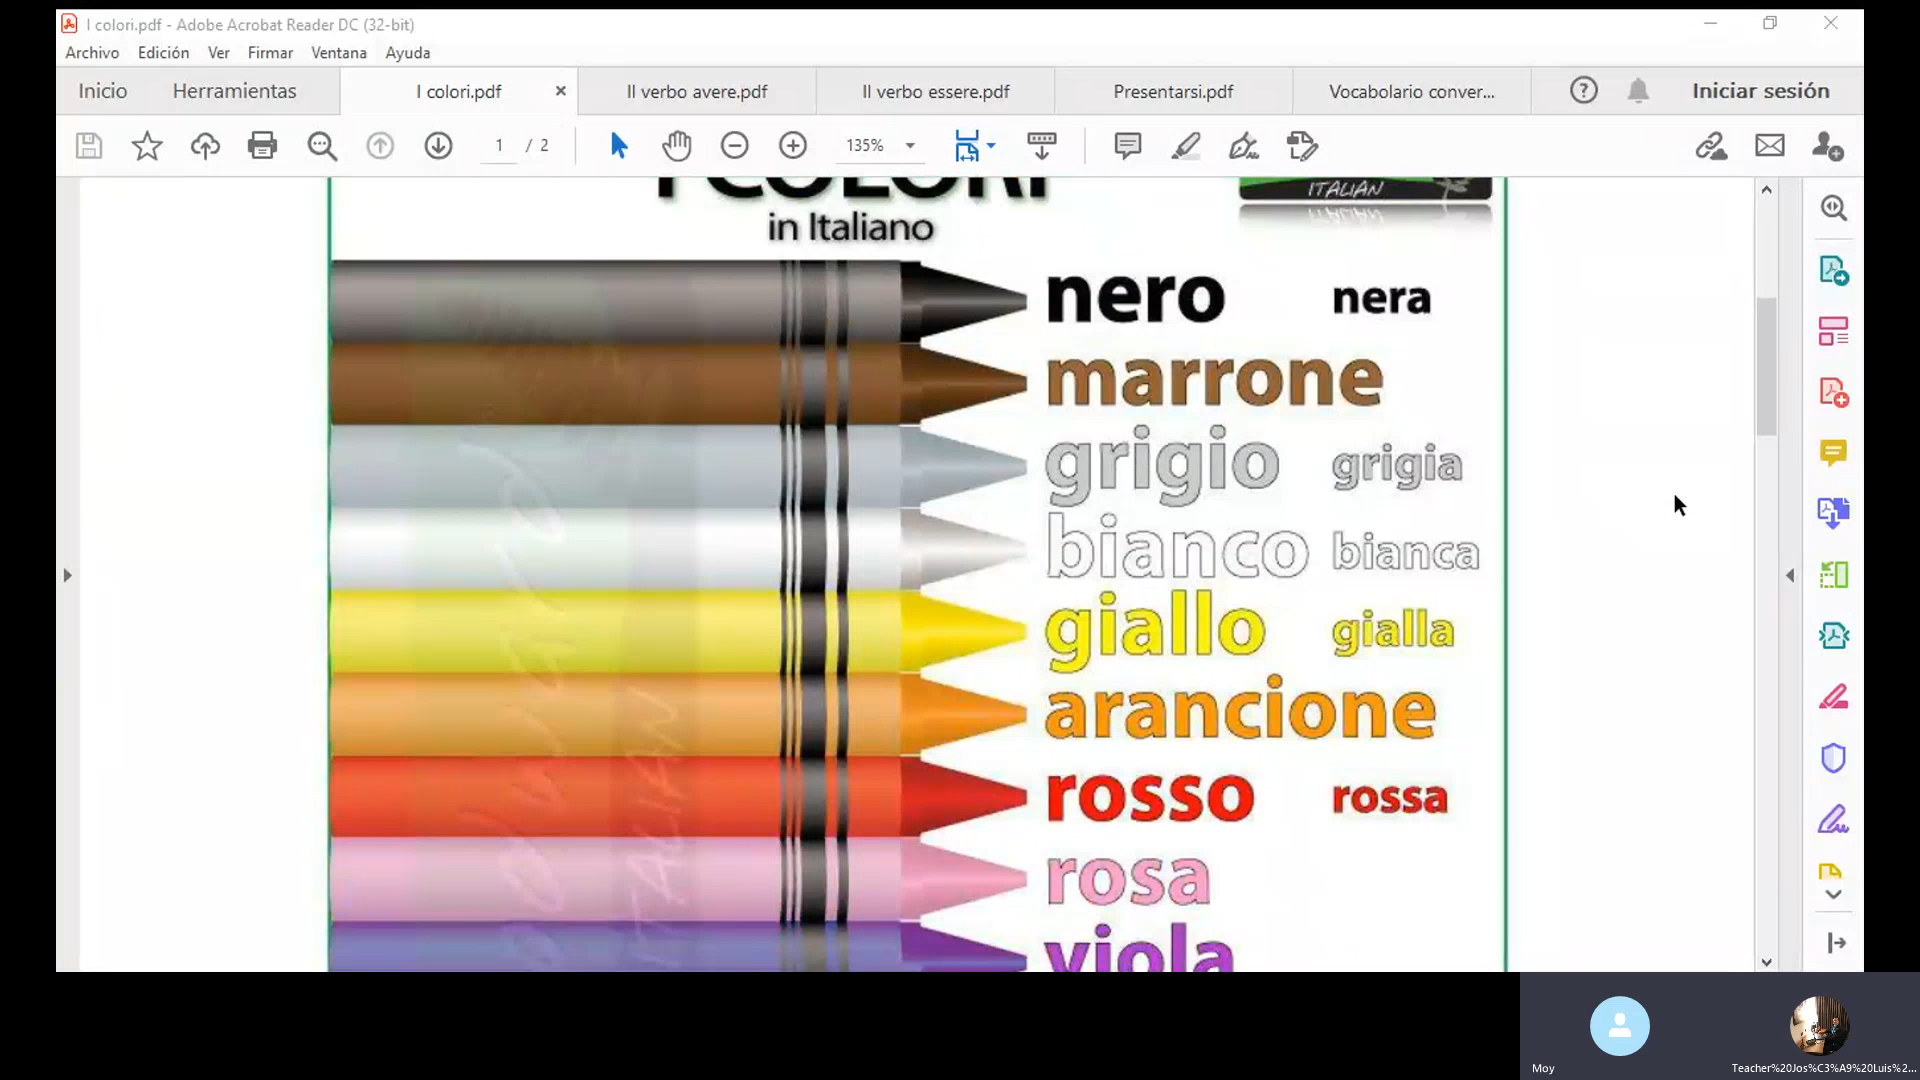 I colori.pdf - Adobe Acrobat Reader DC (32-bit)
Archivo Edición Ver Firmar Ventana Ayuda
Inicio Herramientas I colori.pdf Il verbo avere.pdf Il verbo essere.pdf Presentarsi.pdf Vocabolario conver... Iniciar sesión
1 / 2 135%
I COLORI
ITALIAN
in Italiano
nero nera
marrone
grigio grigia
bianco bianca
giallo gialla
arancione
rosso rossa
rosa
viola
Moy
Teacher%20Jos%C3%A9%20Luis%2...